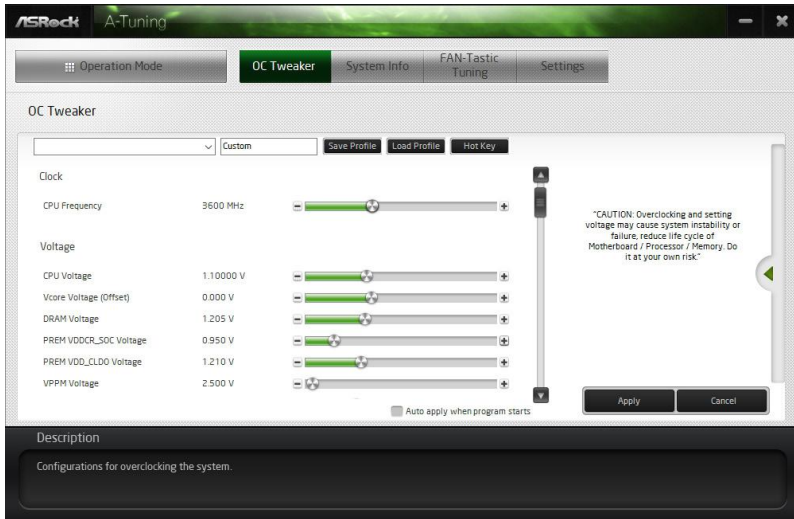 ASRock A-Tuning
Operation Mode
OC Tweaker
System Info
FAN-Tastic
Tuning
Settings
OC Tweaker
Custom
Save Profile
Load Profile
Hot Key
Clock
CPU Frequency 3600 MHz
Voltage
CPU Voltage 1.10000 V
Vcore Voltage (Offset) 0.000 V
DRAM Voltage 1.205 V
PREM VDDCR_SOC Voltage 0.950 V
PREM VDD_CLDO Voltage 1.210 V
VPPM Voltage 2.500 V
Auto apply when program starts
"CAUTION: Overclocking and setting
voltage may cause system instability or
failure, reduce life cycle of
Motherboard / Processor / Memory. Do
it at your own risk."
Apply
Cancel
Description
Configurations for overclocking the system.